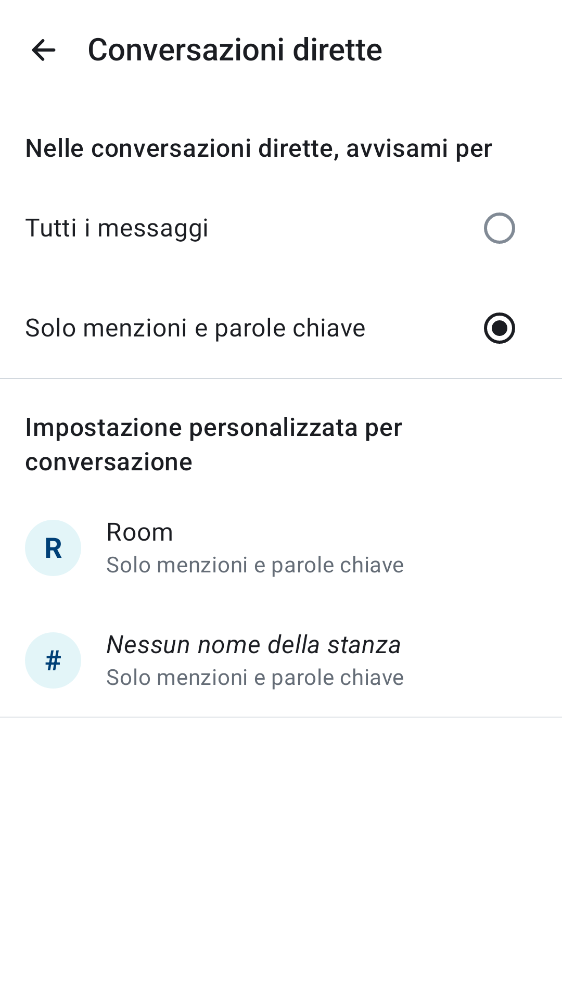 Conversazioni dirette
Nelle conversazioni dirette, avvisami per
Tutti i messaggi
Solo menzioni e parole chiave
Impostazione personalizzata per
conversazione
R
Room
Solo menzioni e parole chiave
#
Nessun nome della stanza
Solo menzioni e parole chiave